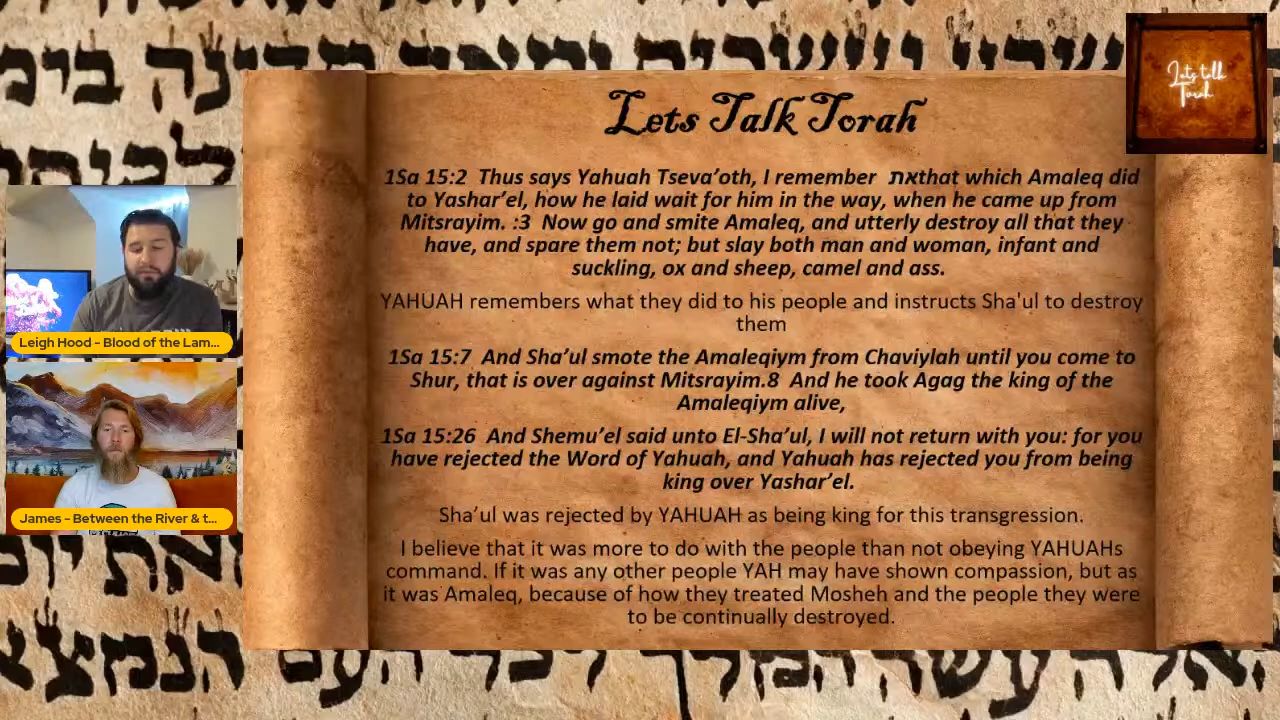 Lets Talk Torah
1Sa 15:2 Thus says Yahuah Tseva’oth, I remember אתthat which Amaleq did
to Yashar’el, how he laid wait for him in the way, when he came up from
Mitsrayim. :3 Now go and smite Amaleq, and utterly destroy all that they
have, and spare them not; but slay both man and woman, infant and
suckling, ox and sheep, camel and ass.
YAHUAH remembers what they did to his people and instructs Sha'ul to destroy
them
1Sa 15:7 And Sha’ul smote the Amaleqiym from Chaviylah until you come to
Shur, that is over against Mitsrayim.8 And he took Agag the king of the
Amaleqiym alive,
1Sa 15:26 And Shemu’el said unto El-Sha’ul, I will not return with you: for you
have rejected the Word of Yahuah, and Yahuah has rejected you from being
king over Yashar’el.
Sha’ul was rejected by YAHUAH as being king for this transgression.
I believe that it was more to do with the people than not obeying YAHUAHs
command. If it was any other people YAH may have shown compassion, but as
it was Amaleq, because of how they treated Mosheh and the people they were
to be continually destroyed.
Lets talk
Torah
Leigh Hood - Blood of the Lam...
James - Between the River & t...
לכל העם הנמצא